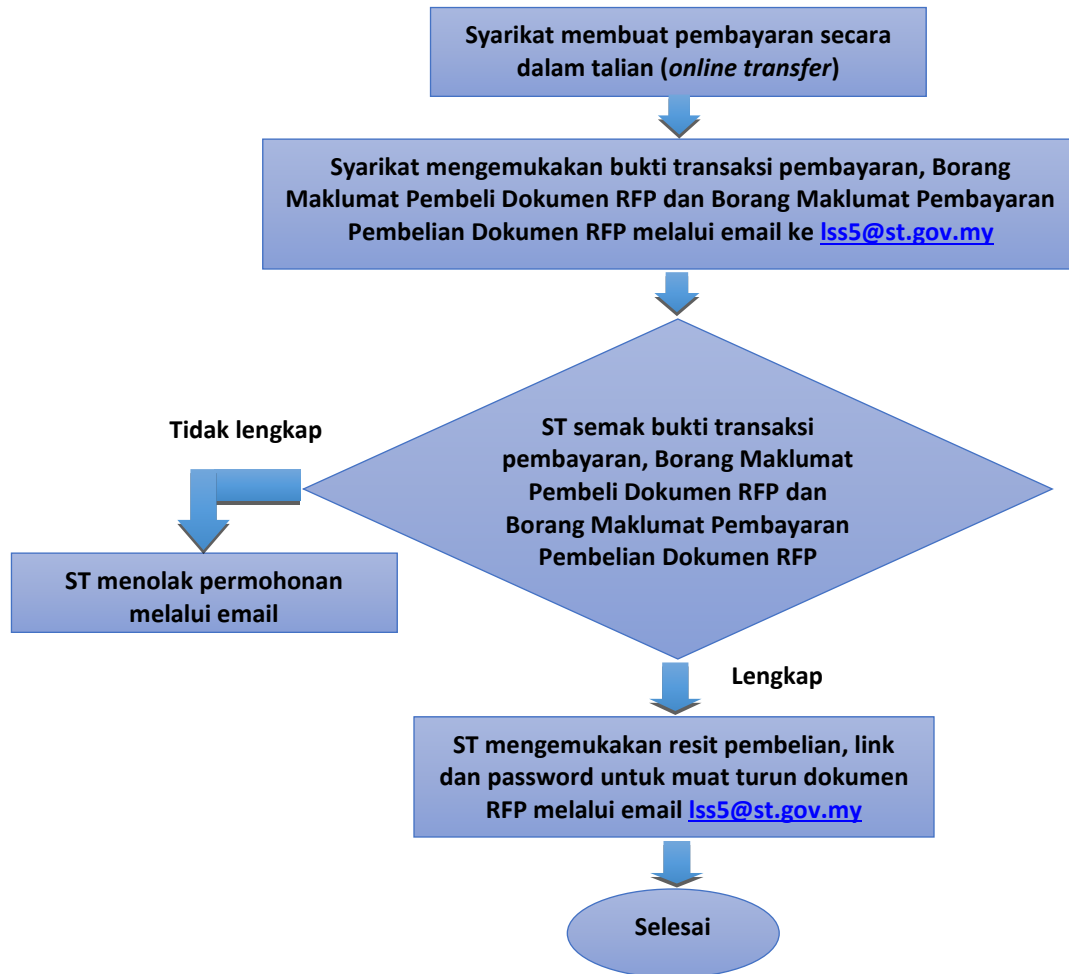 Syarikat membuat pembayaran secara
dalam talian (online transfer)
Syarikat mengemukakan bukti transaksi pembayaran, Borang
Maklumat Pembeli Dokumen RFP dan Borang Maklumat Pembayaran
Pembelian Dokumen RFP melalui email ke lss5@st.gov.my
Tidak lengkap
ST semak bukti transaksi
pembayaran, Borang Maklumat
Pembeli Dokumen RFP dan
Borang Maklumat Pembayaran
Pembelian Dokumen RFP
ST menolak permohonan
melalui email
Lengkap
ST mengemukakan resit pembelian, link
dan password untuk muat turun dokumen
RFP melalui email lss5@st.gov.my
Selesai